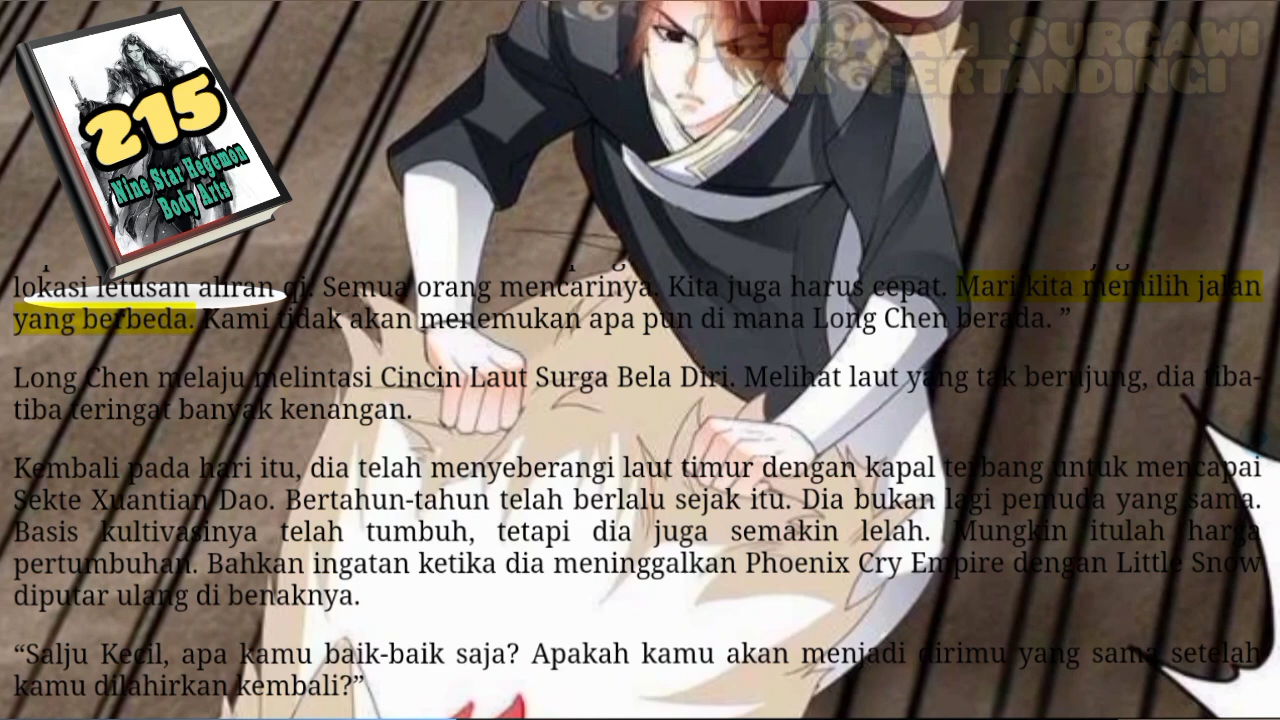 215
Nine Star Hegemon
Body Arts
SURGAWI
TERTANDINGI
lokasi letusan aliran qi. Semua orang mencarinya. Kita juga harus cepat. Mari kita memilih jalan
yang berbeda. Kami tidak akan menemukan apa pun di mana Long Chen berada. ”
Long Chen melaju melintasi Cincin Laut Surga Bela Diri. Melihat laut yang tak berujung, dia tiba-
tiba teringat banyak kenangan.
Kembali pada hari itu, dia telah menyeberangi laut timur dengan kapal terbang untuk mencapai
Sekte Xuantian Dao. Bertahun-tahun telah berlalu sejak itu. Dia bukan lagi pemuda yang sama.
Basis kultivasinya telah tumbuh, tetapi dia juga semakin lelah. Mungkin itulah harga
pertumbuhan. Bahkan ingatan ketika dia meninggalkan Phoenix Cry Empire dengan Little Snow
diputar ulang di benaknya.
“Salju Kecil, apa kamu baik-baik saja? Apakah kamu akan menjadi dirimu yang sama setelah
kamu dilahirkan kembali?”